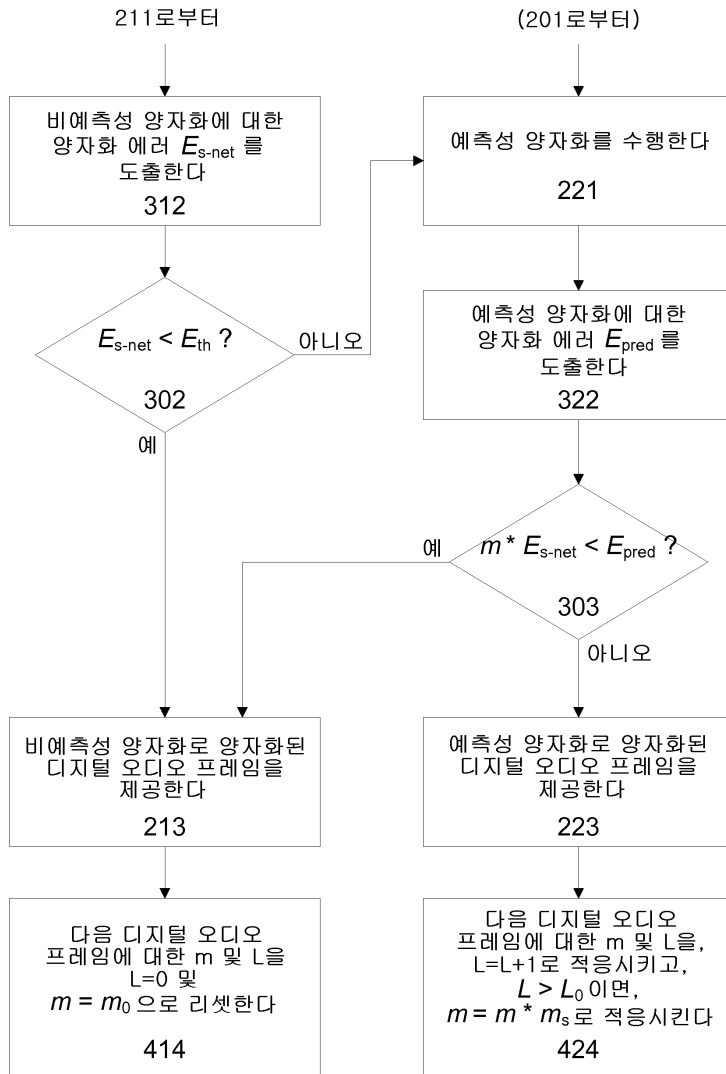 211로부터
(201로부터)
비예측성 양자화에 대한
양자화 에러 Es-net 를
도출한다
312
예측성 양자화를 수행한다
221
Es-net < Eth ?
302
아니오
예
예측성 양자화에 대한
양자화 에러 Epred 를
도출한다
322
m * Es-net < Epred ?
303
예
아니오
비예측성 양자화로 양자화된
디지털 오디오 프레임을
제공한다
213
예측성 양자화로 양자화된
디지털 오디오 프레임을
제공한다
223
다음 디지털 오디오
프레임에 대한 m 및 L을
L=0 및
m = m0 으로 리셋한다
414
다음 디지털 오디오
프레임에 대한 m 및 L을,
L=L+1로 적응시키고,
L > L0 이면,
m = m * ms 로 적응시킨다
424